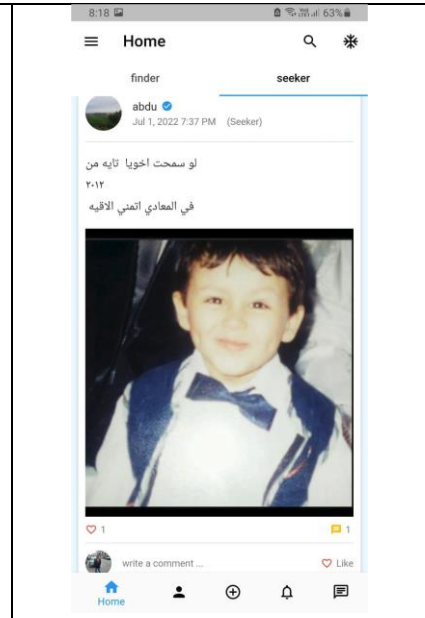 8:18 63%
Home
finder seeker
abdu
Jul 1, 2022 7:37 PM (Seeker)
لو سمحت اخويا تايه من
٢٠١٢
في المعادي اتمني الاقيه
1 1
write a comment ... Like
Home